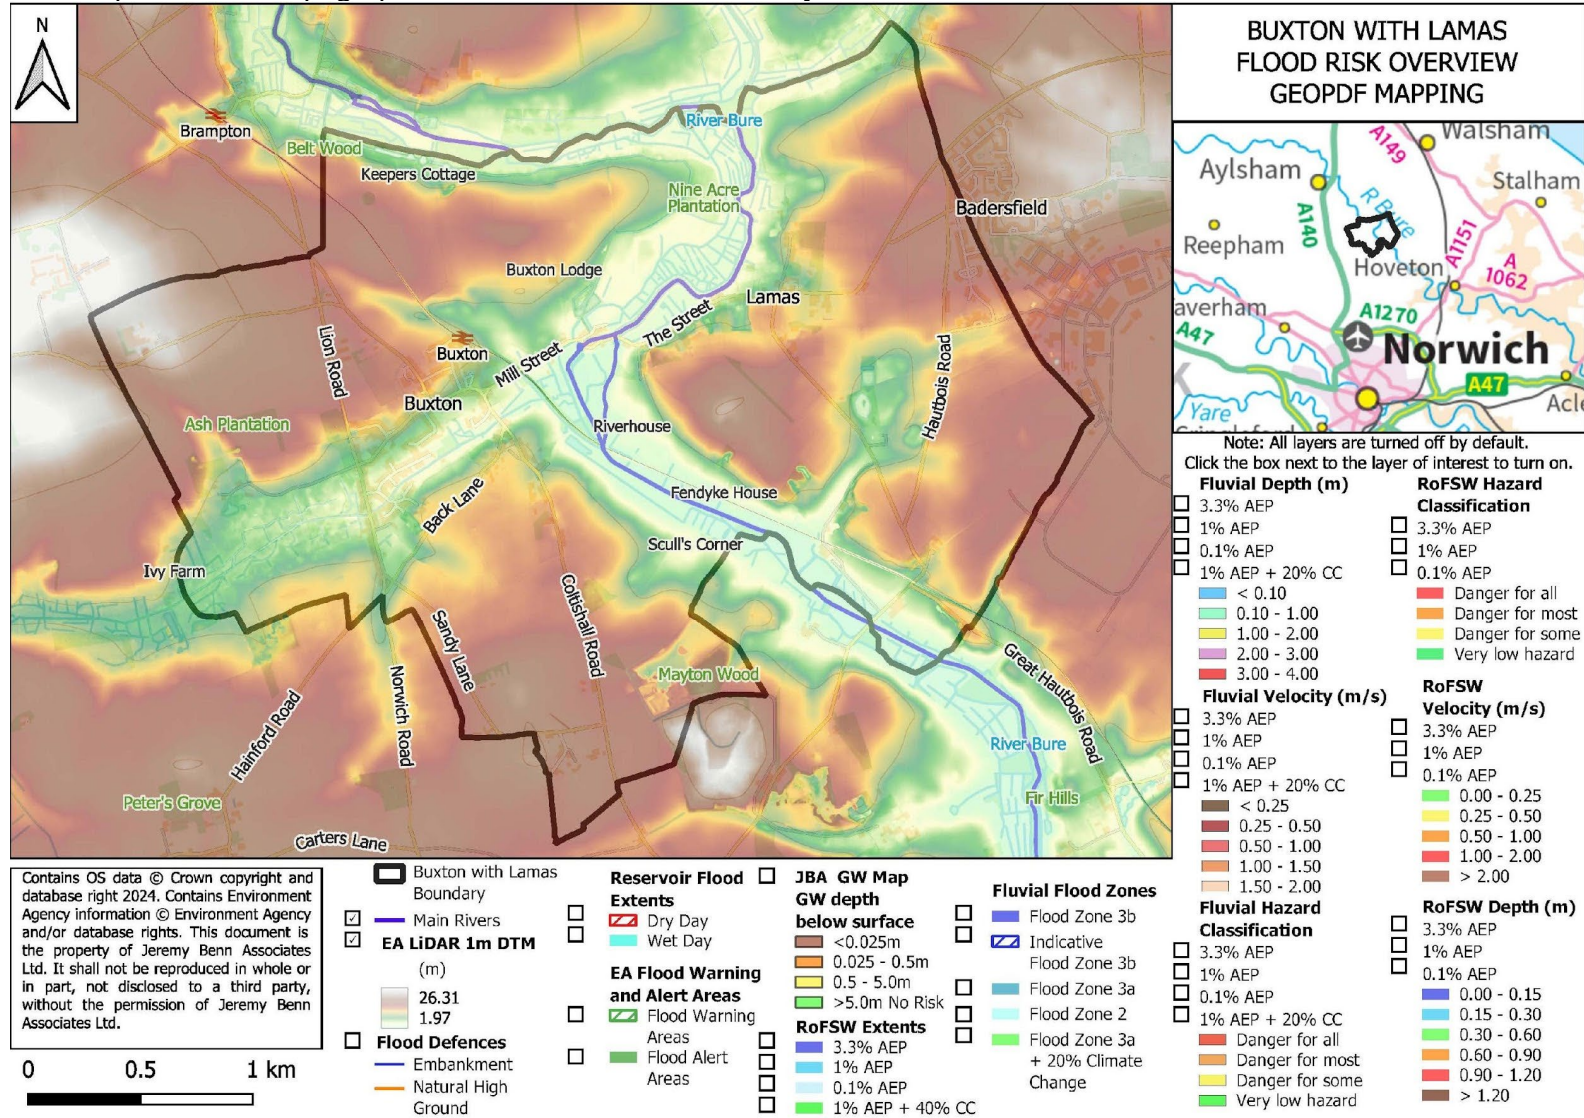 N
Brampton
Belt Wood
Keepers Cottage
River Bure
Nine Acre
Plantation
Badersfield
Buxton Lodge
Lamas
The Street
Lion Road
Buxton
Mill Street
Buxton
Hautbois Road
Ash Plantation
Riverhouse
Back Lane
Fendyke House
Scull's Corner
Ivy Farm
Sandy Lane
Coltishall Road
Great Hautbois Road
Mayton Wood
Hainford Road
Norwich Road
River Bure
Peter's Grove
Fir Hills
Carters Lane
BUXTON WITH LAMAS
FLOOD RISK OVERVIEW
GEOPDF MAPPING
Walsham
A149
Aylsham
Stalham
R Bure
A140
A1151
Reepham
Hoveton
A
1062
averham
A1270
A47
Norwich
A47
Acle
Yare
Note: All layers are turned off by default.
Click the box next to the layer of interest to turn on.
Fluvial Depth (m)
3.3% AEP
1% AEP
0.1% AEP
1% AEP + 20% CC
< 0.10
0.10 - 1.00
1.00 - 2.00
2.00 - 3.00
3.00 - 4.00
Fluvial Velocity (m/s)
3.3% AEP
1% AEP
0.1% AEP
1% AEP + 20% CC
< 0.25
0.25 - 0.50
0.50 - 1.00
1.00 - 1.50
1.50 - 2.00
Fluvial Hazard
Classification
3.3% AEP
1% AEP
0.1% AEP
1% AEP + 20% CC
Danger for all
Danger for most
Danger for some
Very low hazard
RoFSW Hazard
Classification
3.3% AEP
1% AEP
0.1% AEP
Danger for all
Danger for most
Danger for some
Very low hazard
RoFSW
Velocity (m/s)
3.3% AEP
1% AEP
0.1% AEP
0.00 - 0.25
0.25 - 0.50
0.50 - 1.00
1.00 - 2.00
> 2.00
RoFSW Depth (m)
3.3% AEP
1% AEP
0.1% AEP
0.00 - 0.15
0.15 - 0.30
0.30 - 0.60
0.60 - 0.90
0.90 - 1.20
> 1.20
Contains OS data © Crown copyright and
database right 2024. Contains Environment
Agency information © Environment Agency
and/or database rights. This document is
the property of Jeremy Benn Associates
Ltd. It shall not be reproduced in whole or
in part, not disclosed to a third party,
without the permission of Jeremy Benn
Associates Ltd.
0 0.5 1 km
Buxton with Lamas
Boundary
Main Rivers
EA LiDAR 1m DTM
(m)
26.31
1.97
Flood Defences
Embankment
Natural High
Ground
Reservoir Flood
Extents
Dry Day
Wet Day
EA Flood Warning
and Alert Areas
Flood Warning
Areas
Flood Alert
Areas
JBA GW Map
GW depth
below surface
<0.025m
0.025 - 0.5m
0.5 - 5.0m
>5.0m No Risk
RoFSW Extents
3.3% AEP
1% AEP
0.1% AEP
1% AEP + 40% CC
Fluvial Flood Zones
Flood Zone 3b
Indicative
Flood Zone 3b
Flood Zone 3a
Flood Zone 2
Flood Zone 3a
+ 20% Climate
Change